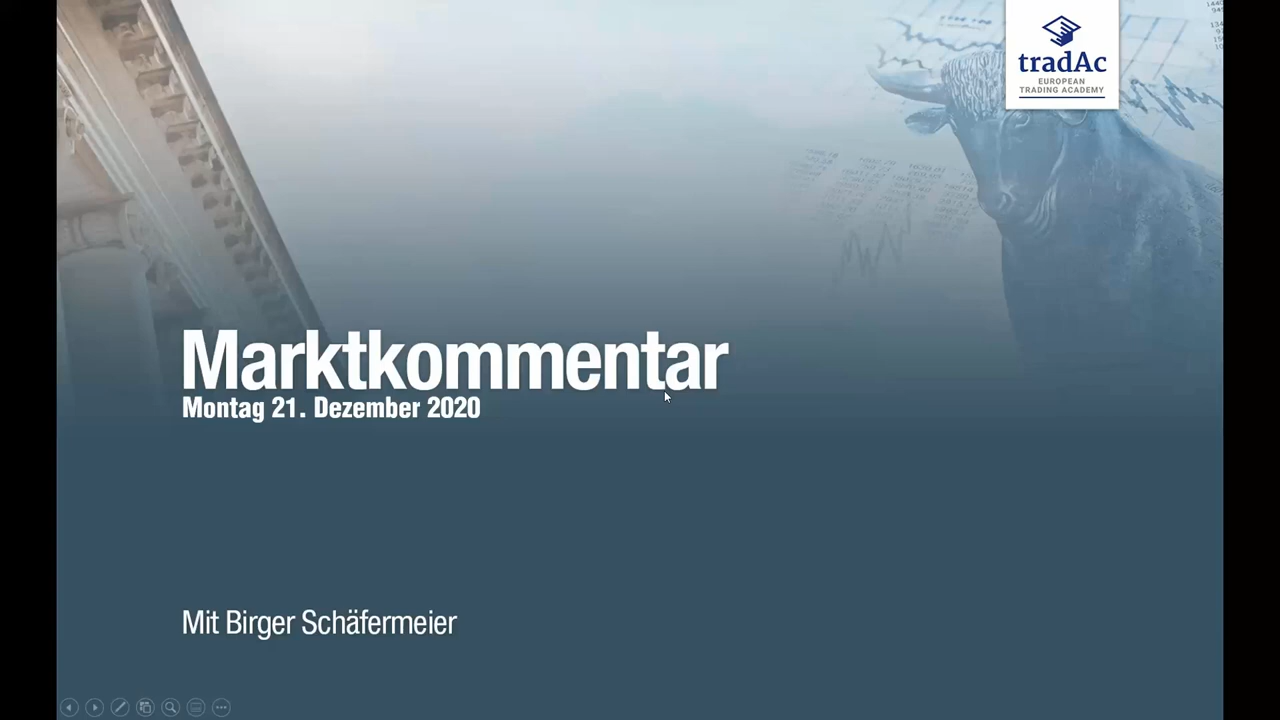 tradAc
EUROPEAN
TRADING ACADEMY
Marktkommentar
Montag 21. Dezember 2020
Mit Birger Schäfermeier